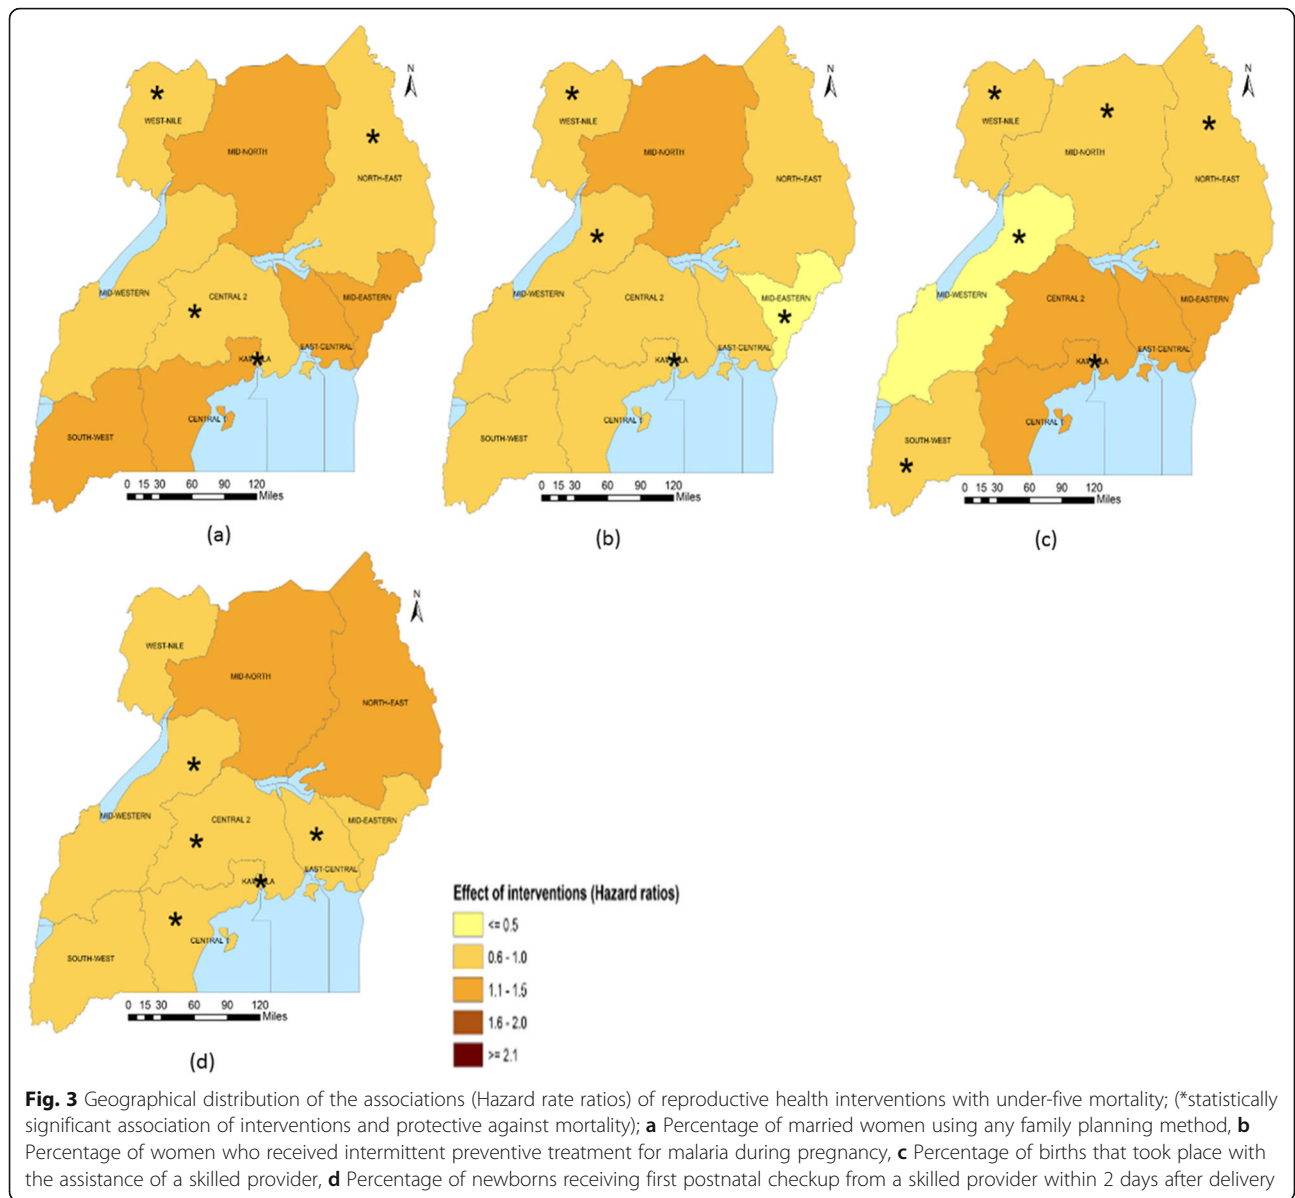 N
*
WEST-NILE
*
MID-NORTH
NORTH-EAST
MID-WESTERN
CENTRAL 2
*
MID-EASTERN
EAST-CENTRAL
*
CENTRAL 1
SOUTH-WEST
0 15 30 60 90 120
Miles
(a)
N
*
WEST-NILE
MID-NORTH
NORTH-EAST
*
MID-WESTERN
CENTRAL 2
MID-EASTERN
*
EAST-CENTRAL
*
CENTRAL 1
SOUTH-WEST
0 15 30 60 90 120
Miles
(b)
N
*
WEST-NILE
*
MID-NORTH
*
NORTH-EAST
*
MID-WESTERN
CENTRAL 2
MID-EASTERN
EAST-CENTRAL
*
CENTRAL 1
SOUTH-WEST
*
0 15 30 60 90 120
Miles
(c)
N
WEST-NILE
MID-NORTH
NORTH-EAST
*
MID-WESTERN
CENTRAL 2
*
*
MID-EASTERN
EAST-CENTRAL
*
*
CENTRAL 1
SOUTH-WEST
0 15 30 60 90 120
Miles
(d)
Effect of interventions (Hazard ratios)
<= 0.5
0.6 - 1.0
1.1 - 1.5
1.6 - 2.0
>= 2.1
Fig. 3 Geographical distribution of the associations (Hazard rate ratios) of reproductive health interventions with under-five mortality; (*statistically
significant association of interventions and protective against mortality); a Percentage of married women using any family planning method, b
Percentage of women who received intermittent preventive treatment for malaria during pregnancy, c Percentage of births that took place with
the assistance of a skilled provider, d Percentage of newborns receiving first postnatal checkup from a skilled provider within 2 days after delivery